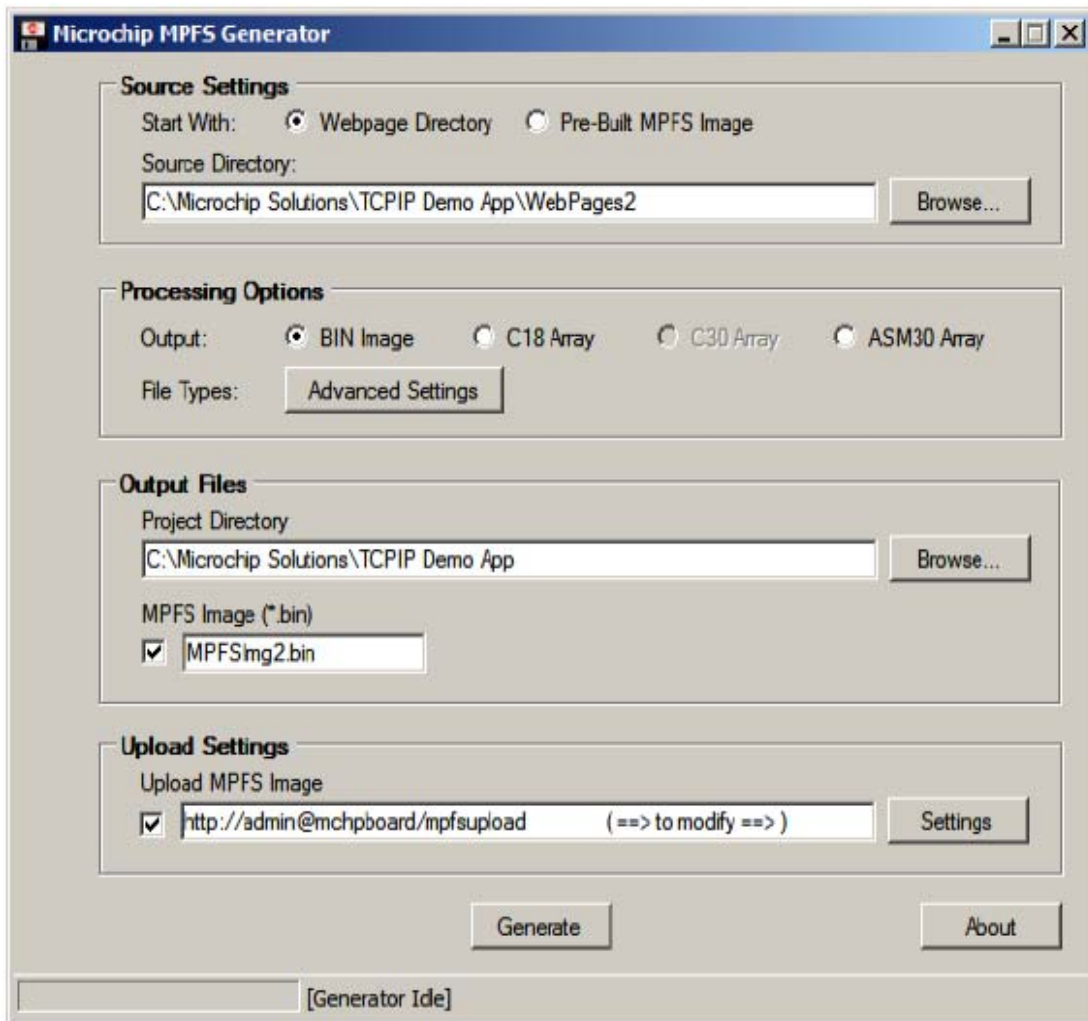 Microchip MPFS Generator
Source Settings
Start With: Webpage Directory Pre-Built MPFS Image
Source Directory:
C:\Microchip Solutions\TCPIP Demo App\WebPages2 Browse...
Processing Options
Output: BIN Image C18 Array C30 Array ASM30 Array
File Types: Advanced Settings
Output Files
Project Directory
C:\Microchip Solutions\TCPIP Demo App Browse...
MPFS Image (*.bin)
MPFSImg2.bin
Upload Settings
Upload MPFS Image
http://admin@mchpboard/mpfsupload ( ==> to modify ==> ) Settings
Generate About
[Generator Idle]